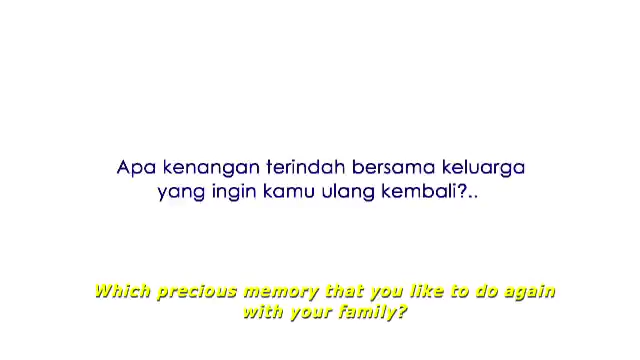 Apa kenangan terindah bersama keluarga
yang ingin kamu ulang kembali?..
Which precious memory that you like to do again
with your family?